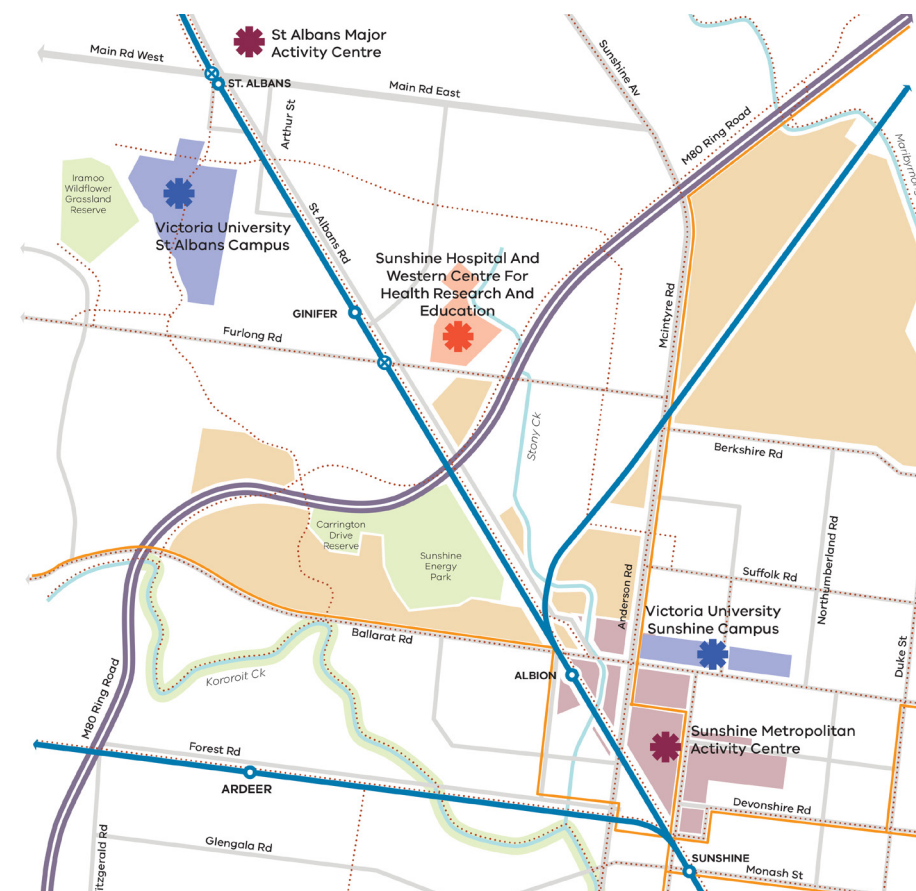 St Albans Major
Activity Centre
Main Rd West
ST. ALBANS
Main Rd East
Sunshine Av
Arthur St
M80 Ring Road
Iramoo
Wildflower
Grassland
Reserve
Victoria University
St Albans Campus
St Albans Rd
Sunshine Hospital And
Western Centre For
Health Research And
Education
GINIFER
Furlong Rd
Mcintyre Rd
Stony Ck
Berkshire Rd
Carrington
Drive
Reserve
Sunshine
Energy
Park
Northumberland Rd
Suffolk Rd
Anderson Rd
Victoria University
Sunshine Campus
Ballarat Rd
Duke St
Kororoit Ck
ALBION
M80 Ring Road
Sunshine Metropolitan
Activity Centre
Forest Rd
ARDEER
Devonshire Rd
Glengala Rd
SUNSHINE
Monash St
itzgerald Rd